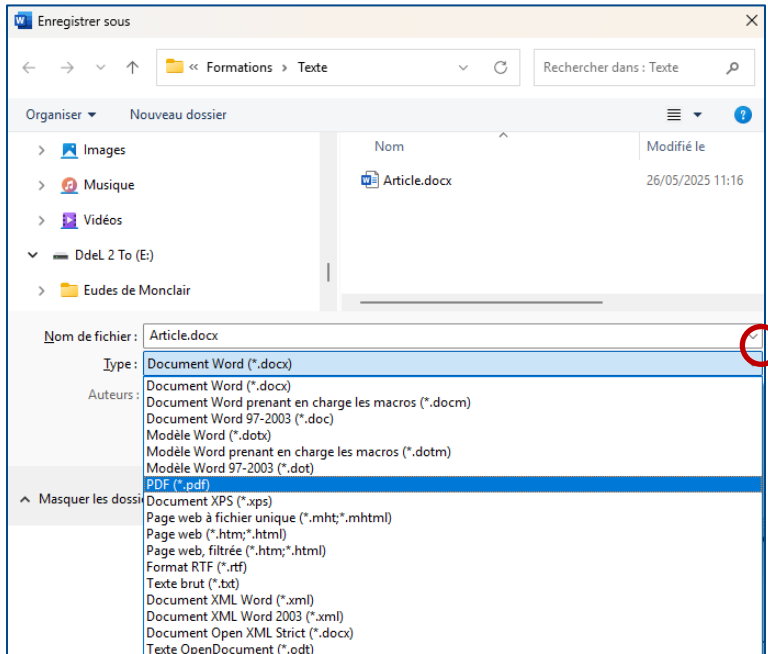 Enregistrer sous
« Formations > Texte
Rechercher dans : Texte
Organiser
Nouveau dossier
Nom
Modifié le
Images
Musique
Vidéos
DdeL 2 To (E:)
Eudes de Monclair
Article.docx
26/05/2025 11:16
Nom de fichier : Article.docx
Type : Document Word (*.docx)
Auteurs :
Document Word (*.docx)
Document Word prenant en charge les macros (*.docm)
Document Word 97-2003 (*.doc)
Modèle Word (*.dotx)
Modèle Word prenant en charge les macros (*.dotm)
Modèle Word 97-2003 (*.dot)
PDF (*.pdf)
Masquer les dossi
Document XPS (*.xps)
Page web à fichier unique (*.mht;*.mhtml)
Page web (*.htm;*.html)
Page web, filtrée (*.htm;*.html)
Format RTF (*.rtf)
Texte brut (*.txt)
Document XML Word (*.xml)
Document XML Word 2003 (*.xml)
Document Open XML Strict (*.docx)
Texte OpenDocument (*.odt)